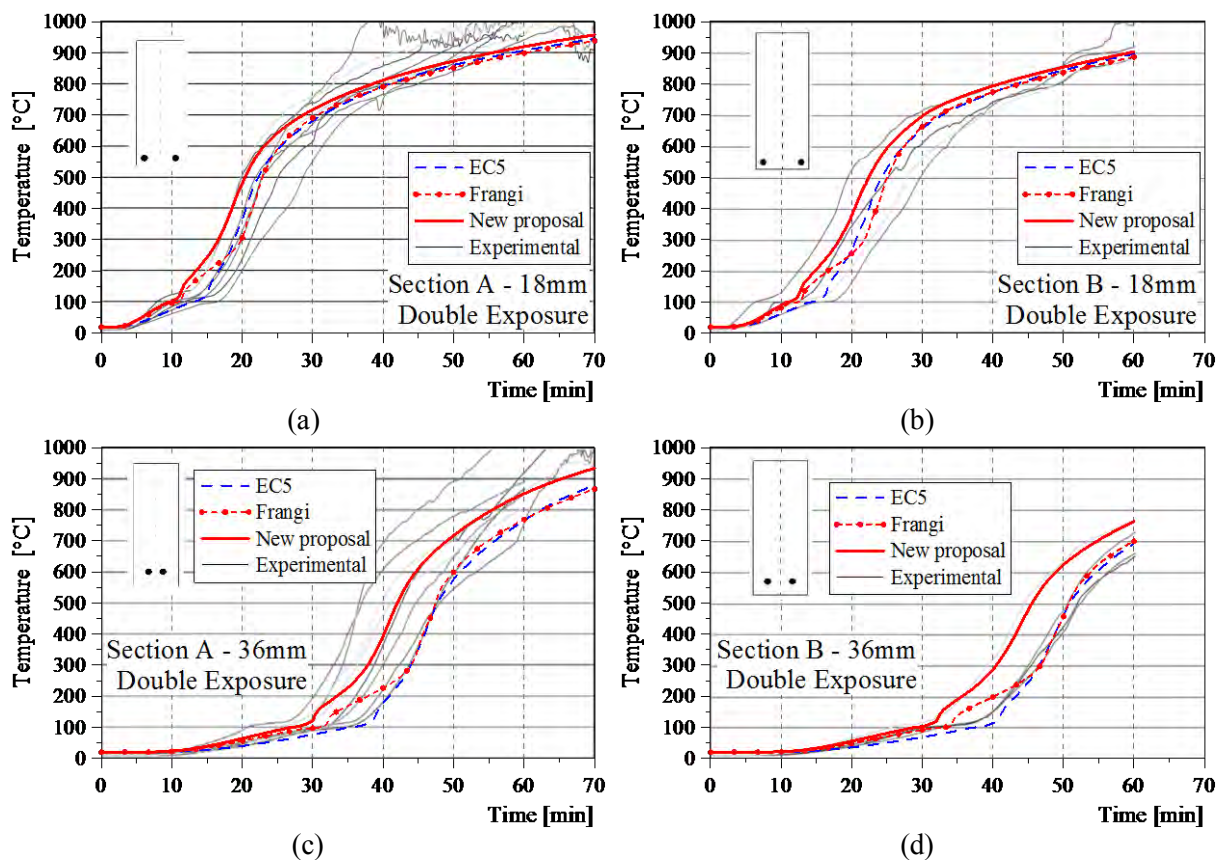 1000
900
800
700
600
500
400
300
200
100
0
Temperature [°C]
EC5
Frangi
New proposal
Experimental
Section A - 18mm
Double Exposure
0 10 20 30 40 50 60 70
Time [min]
(a)
1000
900
800
700
600
500
400
300
200
100
0
Temperature [°C]
EC5
Frangi
New proposal
Experimental
Section B - 18mm
Double Exposure
0 10 20 30 40 50 60 70
Time [min]
(b)
1000
900
800
700
600
500
400
300
200
100
0
Temperature [°C]
EC5
Frangi
New proposal
Experimental
Section A - 36mm
Double Exposure
0 10 20 30 40 50 60 70
Time [min]
(c)
1000
900
800
700
600
500
400
300
200
100
0
Temperature [°C]
EC5
Frangi
New proposal
Experimental
Section B - 36mm
Double Exposure
0 10 20 30 40 50 60 70
Time [min]
(d)